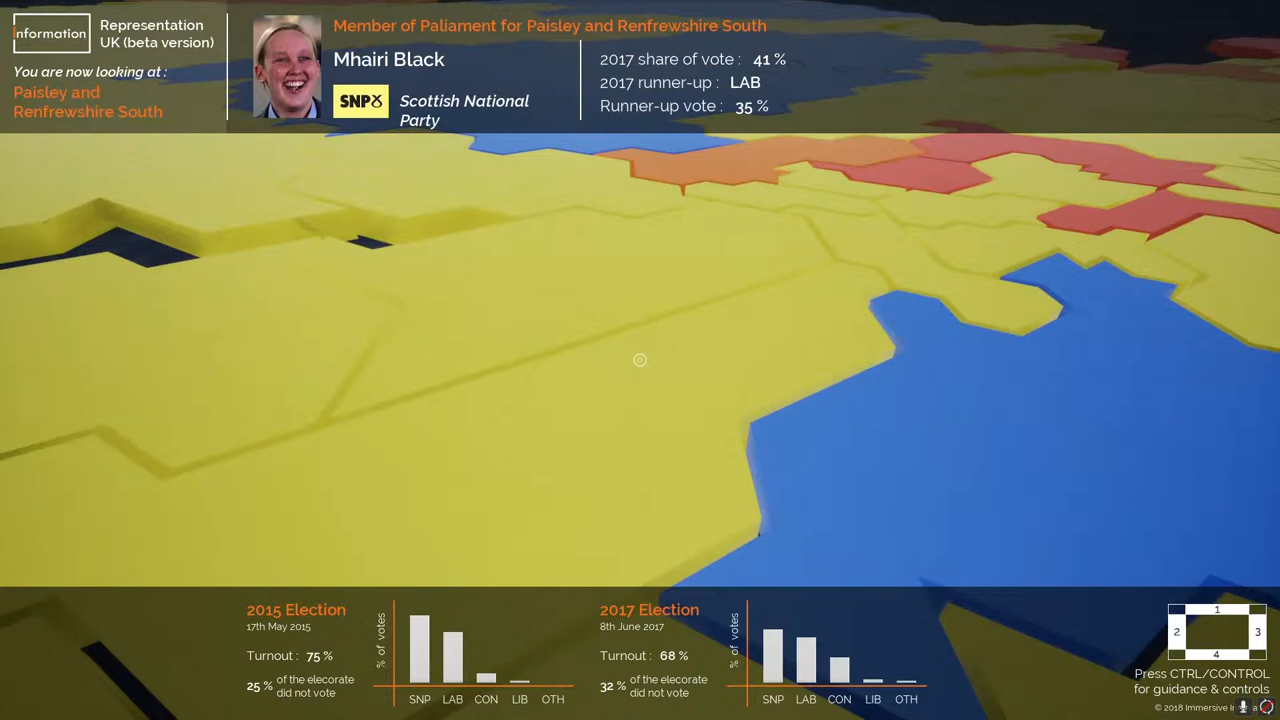 Information
Representation
UK (beta version)
You are now looking at :
Paisley and
Renfrewshire South
Member of Paliament for Paisley and Renfrewshire South
Mhairi Black
SNP
Scottish National
Party
2017 share of vote : 41 %
2017 runner-up : LAB
Runner-up vote : 35 %
2015 Election
17th May 2015
Turnout : 75 %
25 % of the elecorate
did not vote
% of votes
SNP LAB CON LIB OTH
2017 Election
8th June 2017
Turnout : 68 %
32 % of the elecorate
did not vote
% of votes
SNP LAB CON LIB OTH
1
2
3
4
Press CTRL/CONTROL
for guidance & controls
© 2018 Immersive